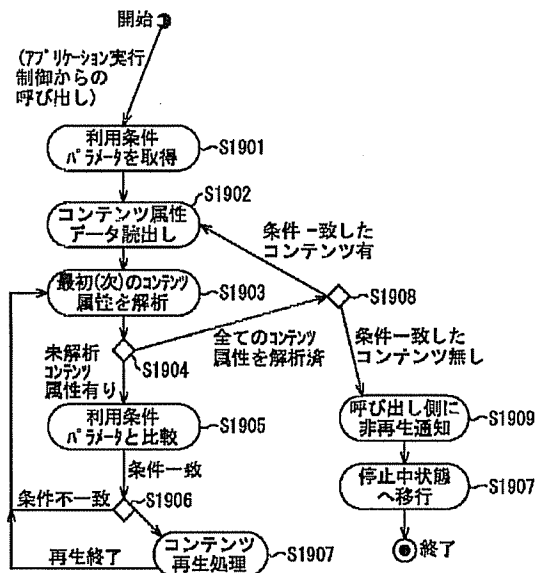 開始
(アプリケーション実行
制御からの
呼び出し)
利用条件
パラメータを取得
S1901
S1902
コンテンツ属性
データ読出し
条件一致した
コンテンツ有
最初(次)のコンテンツ
属性を解析
S1903
S1908
未解析
コンテンツ
属性有り
S1904
全てのコンテンツ
属性を解析済
条件一致した
コンテンツ無し
利用条件
パラメータと比較
S1905
呼び出し側に
非再生通知
S1909
条件一致
条件不一致
S1906
停止中状態
へ移行
S1907
再生終了
コンテンツ
再生処理
S1907
終了